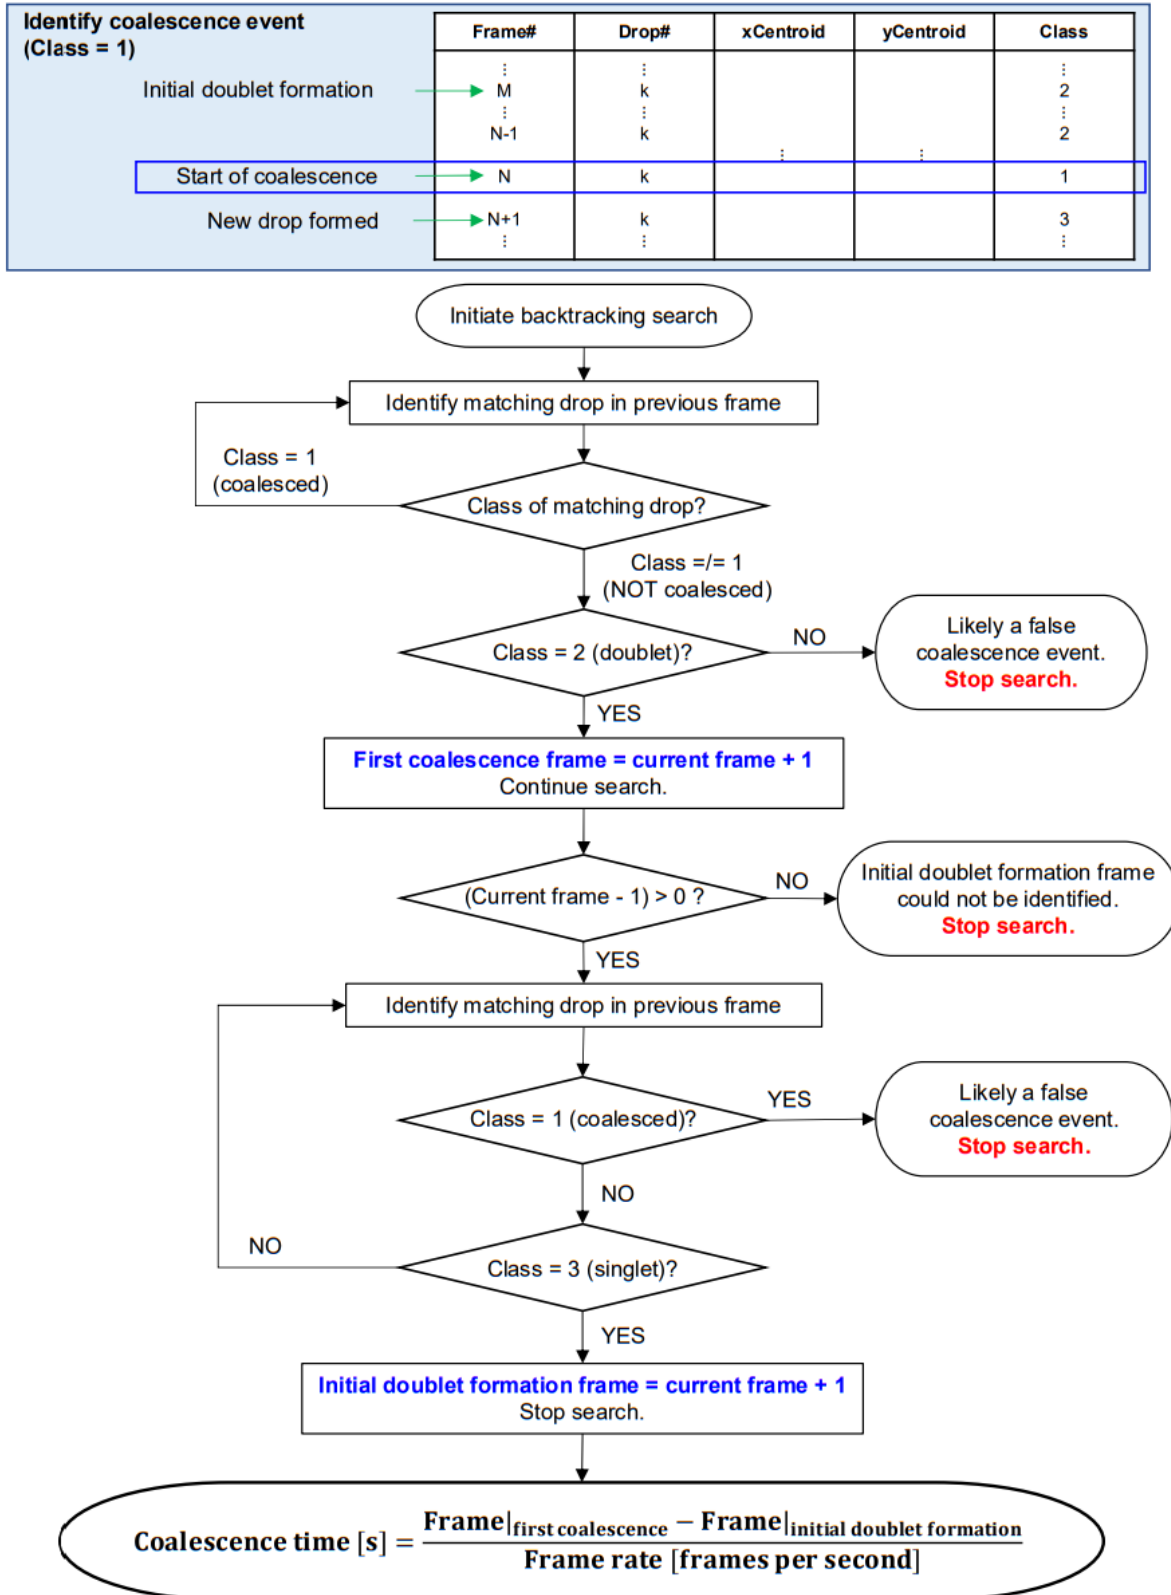 Identify coalescence event
(Class = 1)
Frame# Drop# xCentroid yCentroid Class
⋮ ⋮ ⋮
Initial doublet formation M k 2
⋮ ⋮ ⋮
N-1 k 2
⋮ ⋮
Start of coalescence N k 1
New drop formed N+1 k 3
⋮ ⋮ ⋮
Initiate backtracking search
Identify matching drop in previous frame
Class = 1
(coalesced)
Class of matching drop?
Class =/= 1
(NOT coalesced)
Class = 2 (doublet)?
NO
Likely a false
coalescence event.
Stop search.
YES
First coalescence frame = current frame + 1
Continue search.
(Current frame - 1) > 0 ?
NO
Initial doublet formation frame
could not be identified.
Stop search.
YES
Identify matching drop in previous frame
Class = 1 (coalesced)?
YES
Likely a false
coalescence event.
Stop search.
NO
Class = 3 (singlet)?
NO
YES
Initial doublet formation frame = current frame + 1
Stop search.
Coalescence time [s] = Frame|first coalescence − Frame|initial doublet formation
Frame rate [frames per second]